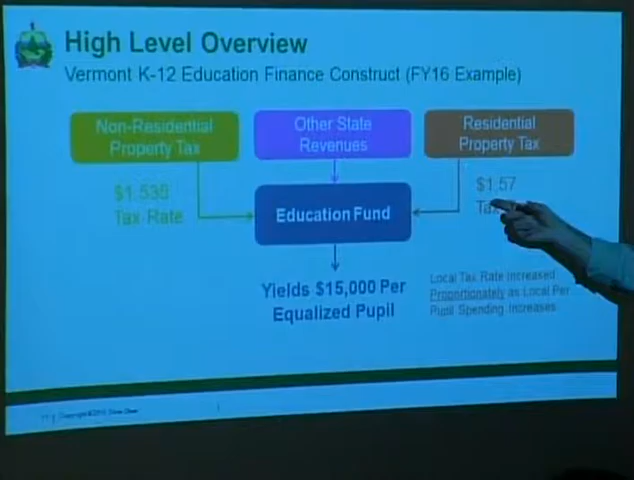 High Level Overview
Vermont K-12 Education Finance Construct (FY16 Example)
Non-Residential
Property Tax
Other State
Revenues
Residential
Property Tax
$1.535
Tax Rate
Education Fund
$1.57
Yields $15,000 Per
Equalized Pupil
Local Tax Rate Increased
Proportionately as Local Per
Pupil Spending Increases